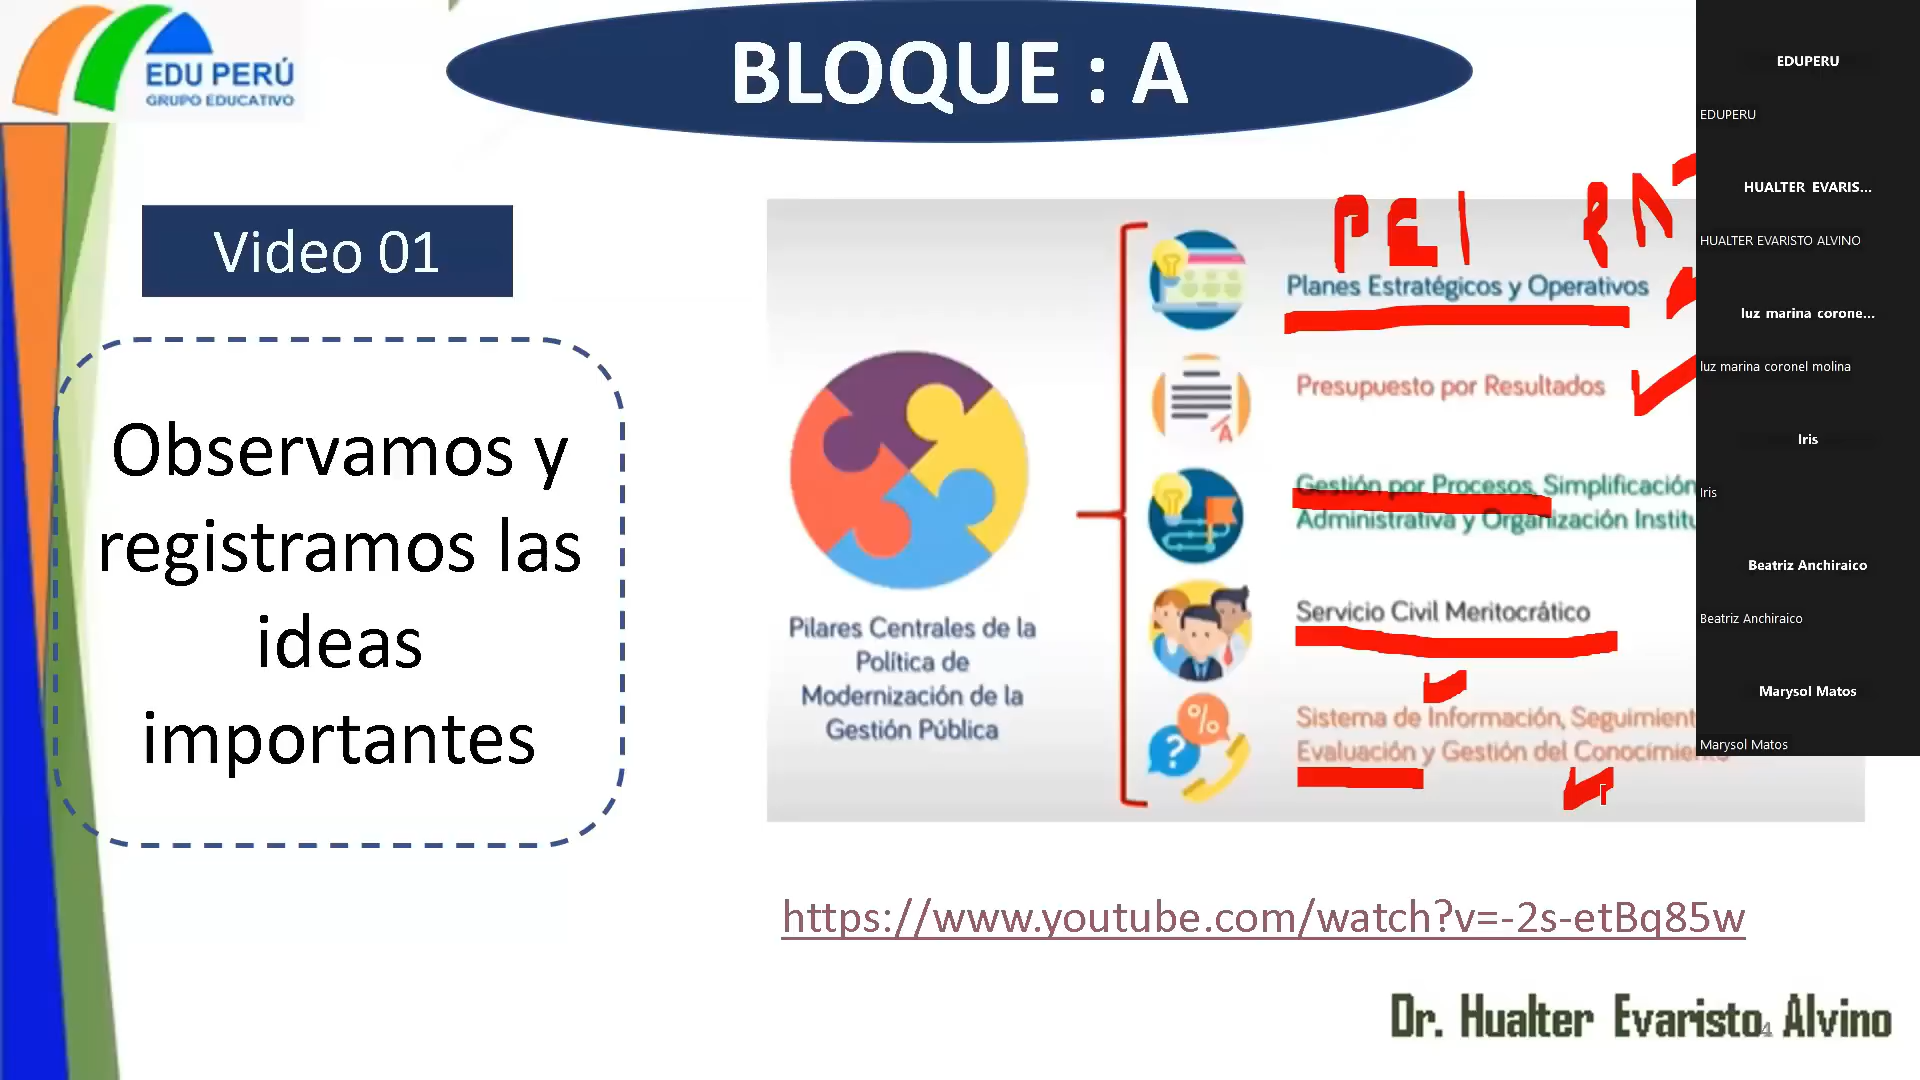 EDU PERÚ
GRUPO EDUCATIVO
BLOQUE : A
Video 01
Observamos y
registramos las
ideas
importantes
Pilares Centrales de la
Política de
Modernización de la
Gestión Pública
PEI
Planes Estratégicos y Operativos
Presupuesto por Resultados
Gestión por Procesos, Simplificación
Administrativa y Organización
Servicio Civil Meritocrático
Sistema de Información,
Evaluación y Gestión del
https://www.youtube.com/watch?v=-2s-etBq85w
Dr. Hualter Evaristo Alvino
4
EDUPERU
EDUPERU
HUALTER EVARIS...
HUALTER EVARISTO ALVINO
luz marina corone...
luz marina coronel molina
Iris
Iris
Beatriz Anchiraico
Beatriz Anchiraico
Marysol Matos
Marysol Matos